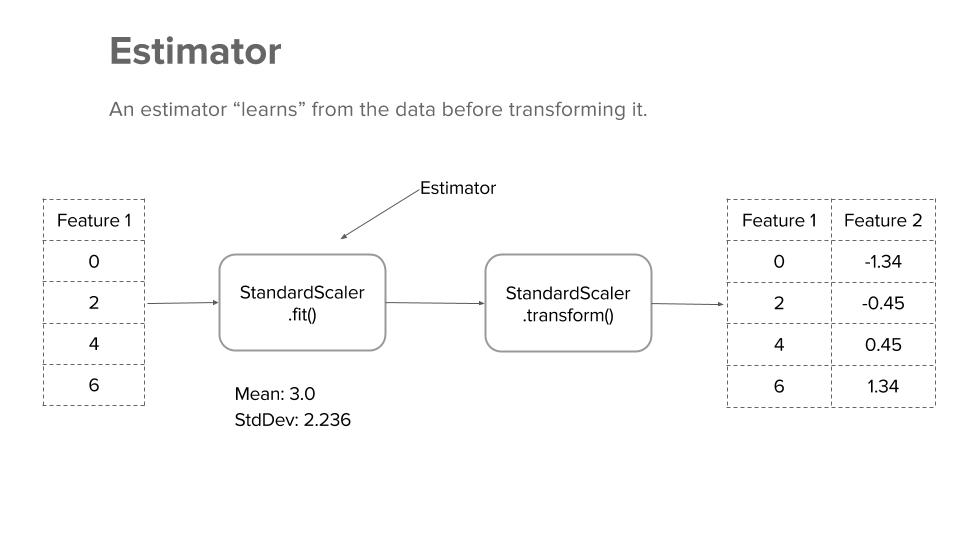 Estimator
An estimator “learns” from the data before transforming it.
Estimator
Feature 1
0
2
4
6
StandardScaler
.fit()
Mean: 3.0
StdDev: 2.236
StandardScaler
.transform()
Feature 1 Feature 2
0 -1.34
2 -0.45
4 0.45
6 1.34